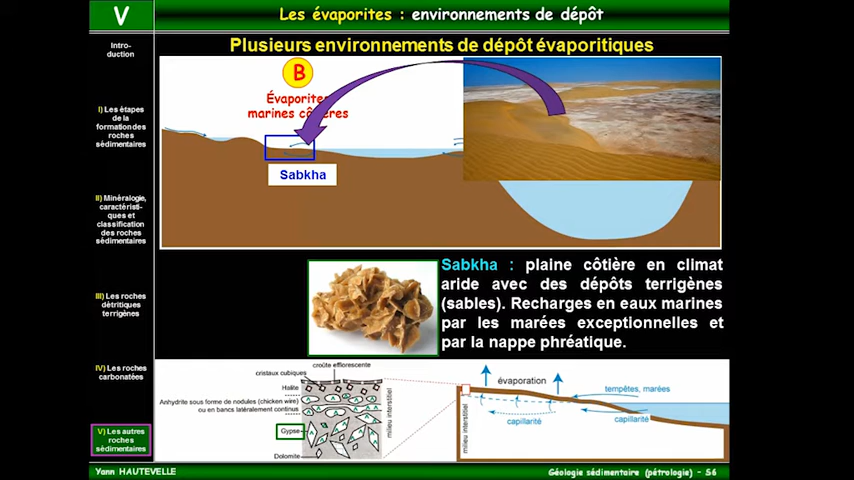 V
Les évaporites : environnements de dépôt
Intro-
duction
I) Les étapes
de la
formation des
roches
sédimentaires
II) Minéralogie,
caractéristi-
ques et
classification
des roches
sédimentaires
III) Les roches
détritiques
terrigènes
IV) Les roches
carbonatées
V) Les autres
roches
sédimentaires
Plusieurs environnements de dépôt évaporitiques
B
Évaporites
marines côtières
Sabkha
Sabkha : plaine côtière en climat
aride avec des dépôts terrigènes
(sables). Recharges en eaux marines
par les marées exceptionnelles et
par la nappe phréatique.
croûte efflorescente
cristaux cubiques
Halite
Anhydrite sous forme de nodules (chicken wire)
ou en bancs latéralement continus
Gypse
Dolomite
milieu interstitiel
milieu interstitiel
évaporation
tempêtes, marées
capillarité
capillarité
Yann HAUTEVELLE
Géologie sédimentaire (pétrologie) - 56